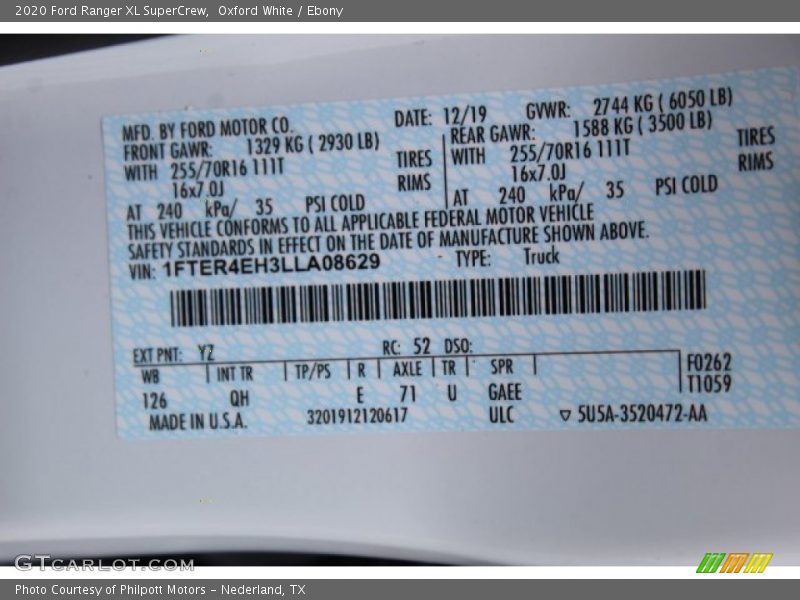 2020 Ford Ranger XL SuperCrew,  Oxford White / Ebony
MFD. BY FORD MOTOR CO. DATE: 12/19 GVWR: 2744 KG ( 6050 LB)
FRONT GAWR: 1329 KG ( 2930 LB) REAR GAWR: 1588 KG ( 3500 LB)
WITH 255/70R16 111T TIRES WITH 255/70R16 111T TIRES
16x7.0J RIMS 16x7.0J RIMS
AT 240 kPa/ 35 PSI COLD AT 240 kPa/ 35 PSI COLD
THIS VEHICLE CONFORMS TO ALL APPLICABLE FEDERAL MOTOR VEHICLE
SAFETY STANDARDS IN EFFECT ON THE DATE OF MANUFACTURE SHOWN ABOVE.
VIN: 1FTER4EH3LLA08629 TYPE: Truck
EXT PNT: YZ RC: 52 DSO:
WB INT TR TP/PS R AXLE TR SPR F0262
126 QH E 71 U GAEE T1059
MADE IN U.S.A. 3201912120617 ULC ▽ 5U5A-3520472-AA
GTCARLOT.COM
Photo Courtesy of Philpott Motors - Nederland, TX